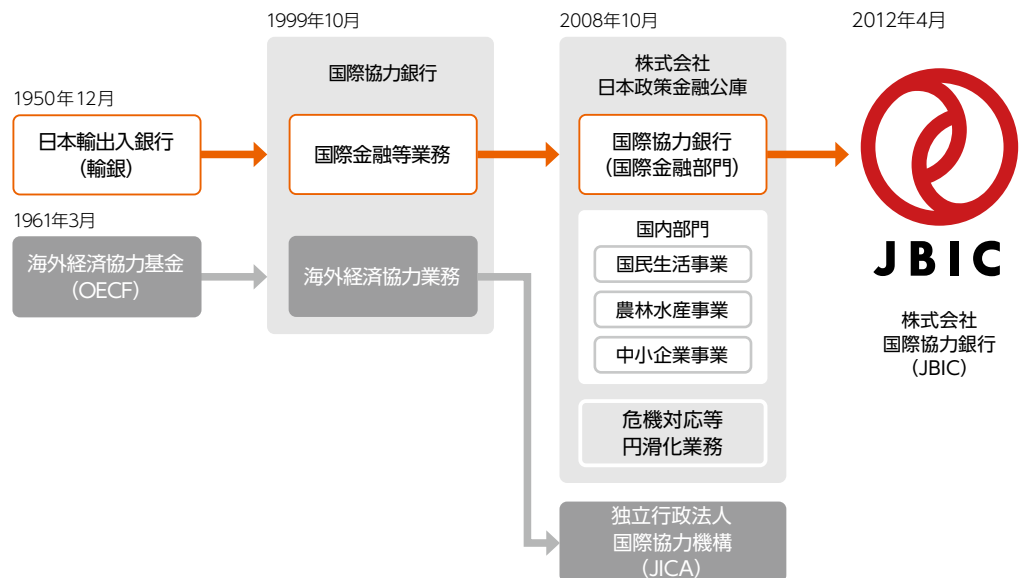 1950年12月
日本輸出入銀行
(輸銀)
1961年3月
海外経済協力基金
(OECF)
1999年10月
国際協力銀行
国際金融等業務
海外経済協力業務
2008年10月
株式会社
日本政策金融公庫
国際協力銀行
(国際金融部門)
国内部門
国民生活事業
農林水産事業
中小企業事業
危機対応等
円滑化業務
独立行政法人
国際協力機構
(JICA)
2012年4月
JBIC
株式会社
国際協力銀行
(JBIC)